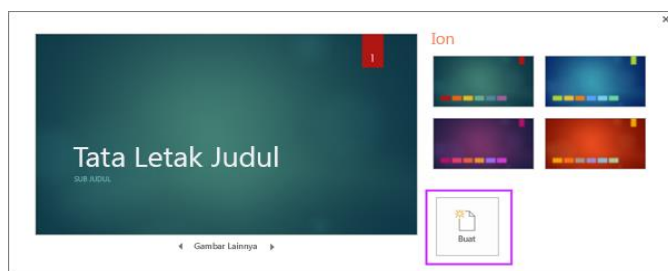 Ion
1
Tata Letak Judul
SUB JUDUL
Gambar Lainnya
Buat